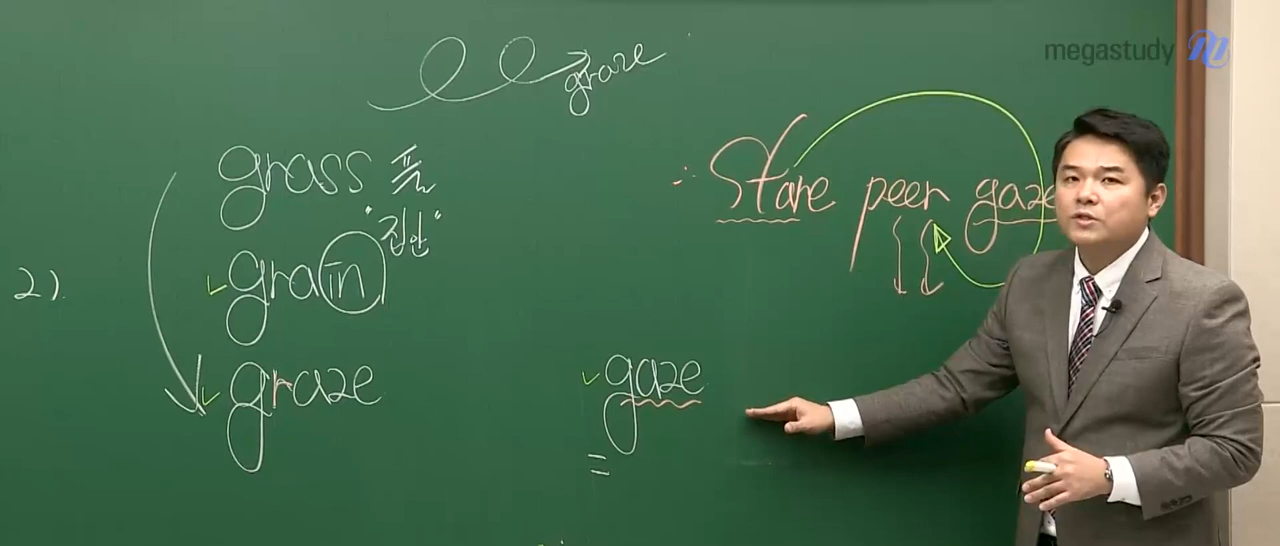 megastudy
graze
grass 풀
"집안"
∴ Stare peer gaze
2).
grain
graze
gaze
=